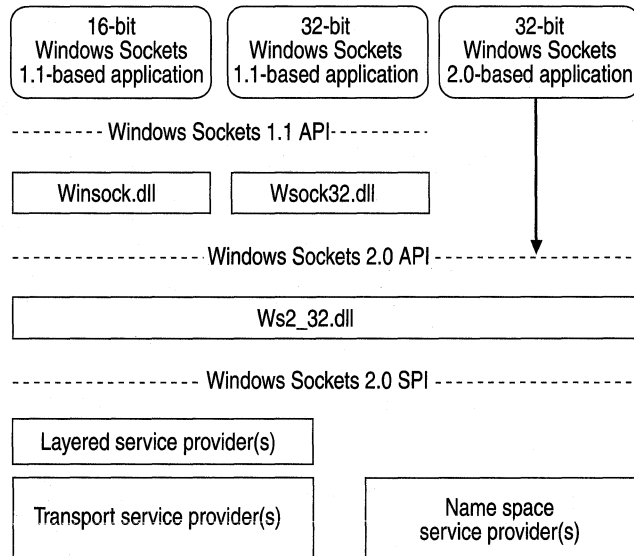 16-bit
Windows Sockets
1.1-based application
32-bit
Windows Sockets
1.1-based application
32-bit
Windows Sockets
2.0-based application
Windows Sockets 1.1 API
Winsock.dll
Wsock32.dll
Windows Sockets 2.0 API
Ws2_32.dll
Windows Sockets 2.0 SPI
Layered service provider(s)
Transport service provider(s)
Name space
service provider(s)